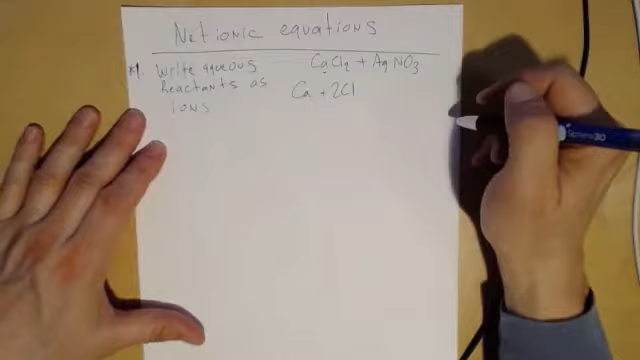 Net ionic equations
#1. Write aqueous
Reactants as
ions
CaCl2 + AgNO3
Ca + 2Cl